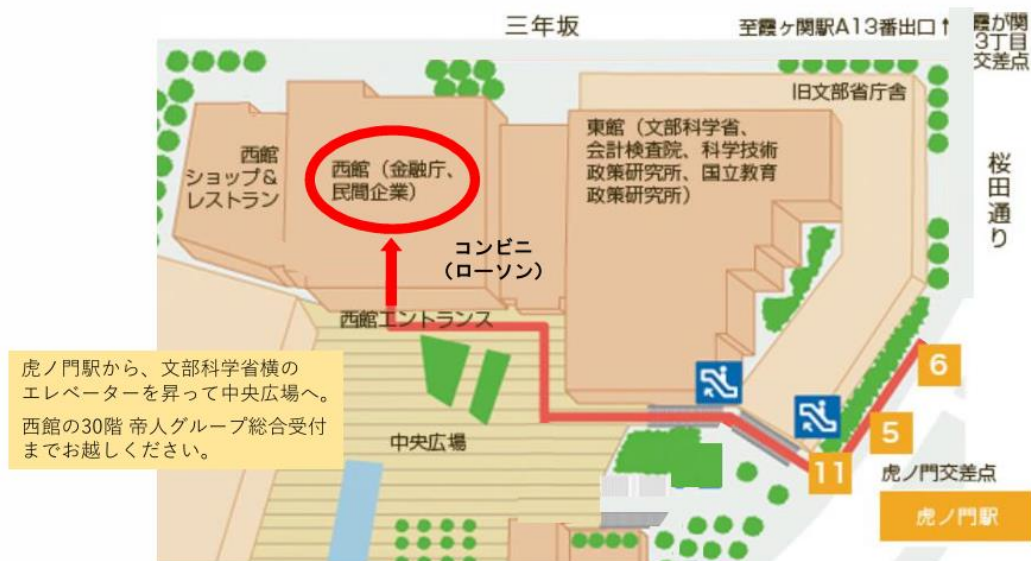 三年坂
至霞ヶ関駅A13番出口↑
霞が関
3丁目
交差点
旧文部省庁舎
西館
ショップ&
レストラン
西館（金融庁、
民間企業）
東館（文部科学省、
会計検査院、科学技術
政策研究所、国立教育
政策研究所）
桜田通り
コンビニ
（ローソン）
西館エントランス
虎ノ門駅から、文部科学省横の
エレベーターを昇って中央広場へ。
西館の30階 帝人グループ総合受付
までお越しください。
6
5
11
中央広場
虎ノ門交差点
虎ノ門駅